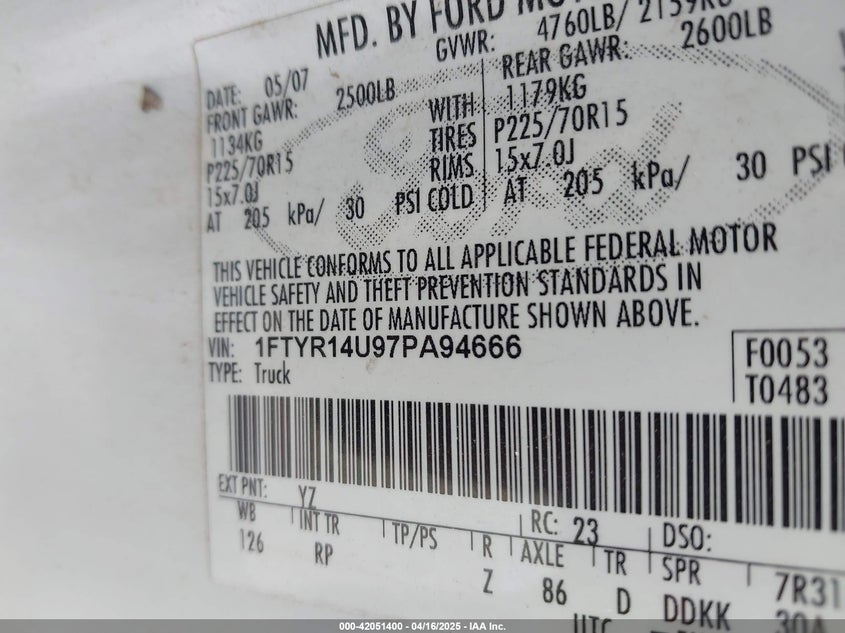 MFD. BY FORD
GVWR: 4760LB/ 2159KG
DATE: 05/07
FRONT GAWR: 2500LB
1134KG
P225/70R15
15x7.0J
AT 205 kPa/ 30 PSI COLD
WITH
TIRES
RIMS
REAR GAWR: 2600LB
1179KG
P225/70R15
15x7.0J
AT 205 kPa/ 30 PSI
THIS VEHICLE CONFORMS TO ALL APPLICABLE FEDERAL MOTOR
VEHICLE SAFETY AND THEFT PREVENTION STANDARDS IN
EFFECT ON THE DATE OF MANUFACTURE SHOWN ABOVE.
VIN: 1FTYR14U97PA94666
TYPE: Truck
F0053
T0483
EXT PNT: YZ
RC: 23 DSO:
WB INT TR TP/PS R AXLE TR SPR
126 RP Z 86 D DDKK 7R31
UTC
000-42051400 - 04/16/2025 - IAA Inc.